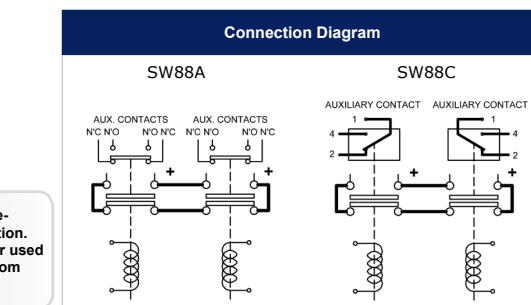 Connection Diagram
SW88A
SW88C
AUX. CONTACTS
N'C N'O
N'O N'C
AUX. CONTACTS
N'C N'O
N'O N'C
+
+
AUXILIARY CONTACT
1
4
2
AUXILIARY CONTACT
1
4
2
+
+
e-
tion.
r used
om